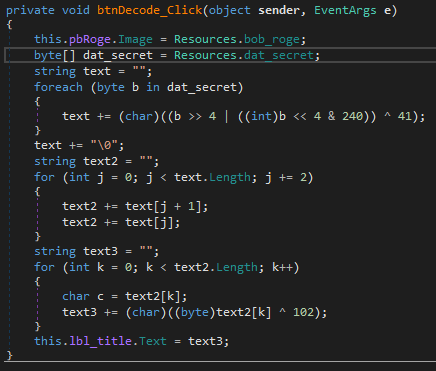 private void btnDecode_Click(object sender, EventArgs e)
{
this.pbRoge.Image = Resources.bob_roge;
byte[] dat_secret = Resources.dat_secret;
string text = "";
foreach (byte b in dat_secret)
{
text += (char)((b >> 4 | ((int)b << 4 & 240)) ^ 41);
}
text += "\0";
string text2 = "";
for (int j = 0; j < text.Length; j += 2)
{
text2 += text[j + 1];
text2 += text[j];
}
string text3 = "";
for (int k = 0; k < text2.Length; k++)
{
char c = text2[k];
text3 += (char)((byte)text2[k] ^ 102);
}
this.lbl_title.Text = text3;
}